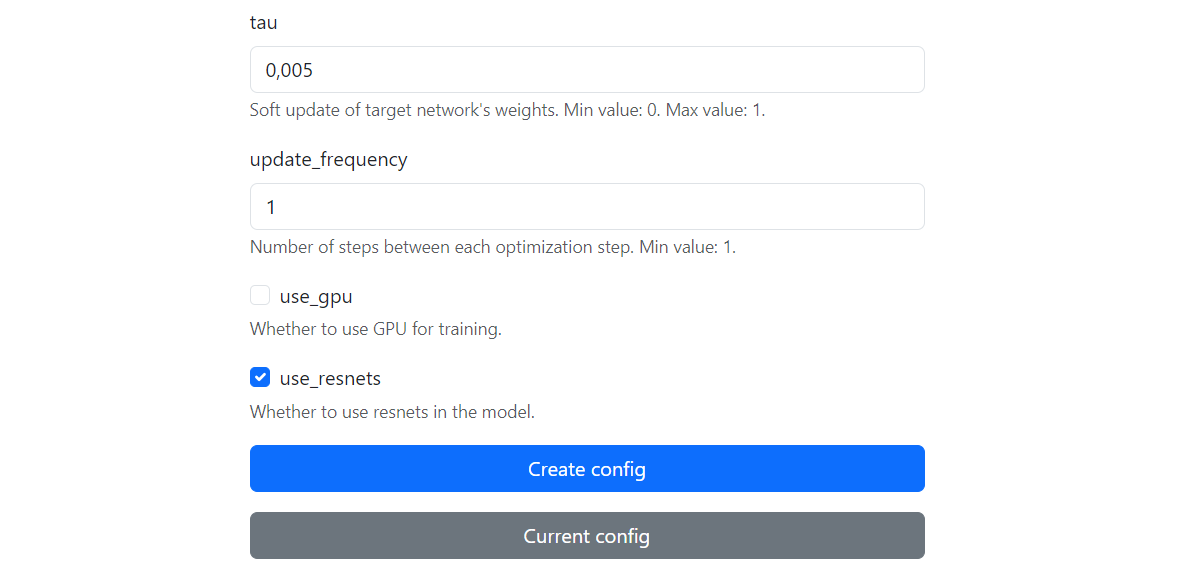 tau
0,005
Soft update of target network's weights. Min value: 0. Max value: 1.
update_frequency
1
Number of steps between each optimization step. Min value: 1.
use_gpu
Whether to use GPU for training.
use_resnets
Whether to use resnets in the model.
Create config
Current config